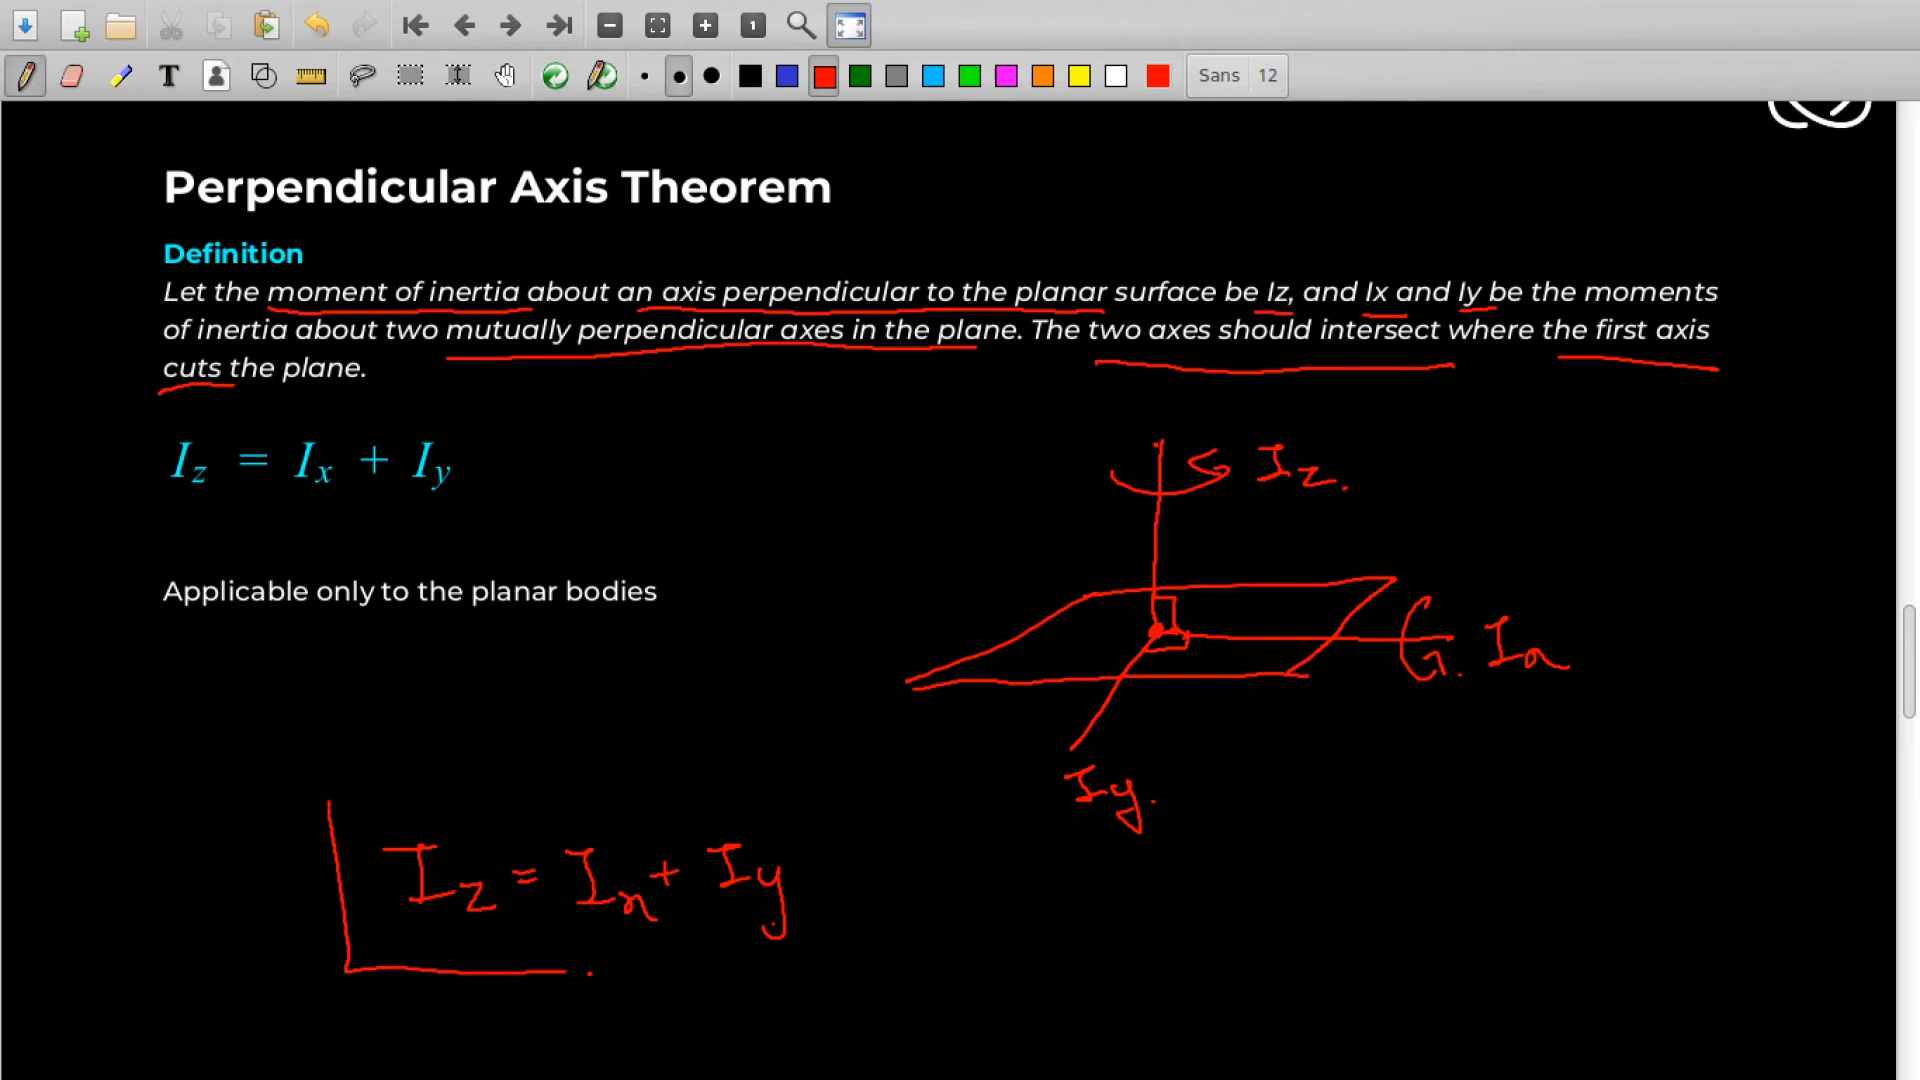 Sans 12
Perpendicular Axis Theorem
Definition
Let the moment of inertia about an axis perpendicular to the planar surface be Iz, and Ix and Iy be the moments
of inertia about two mutually perpendicular axes in the plane. The two axes should intersect where the first axis
cuts the plane.
I_z = I_x + I_y
Iz.
Applicable only to the planar bodies
Ix
Iy.
Iz = Ix + Iy